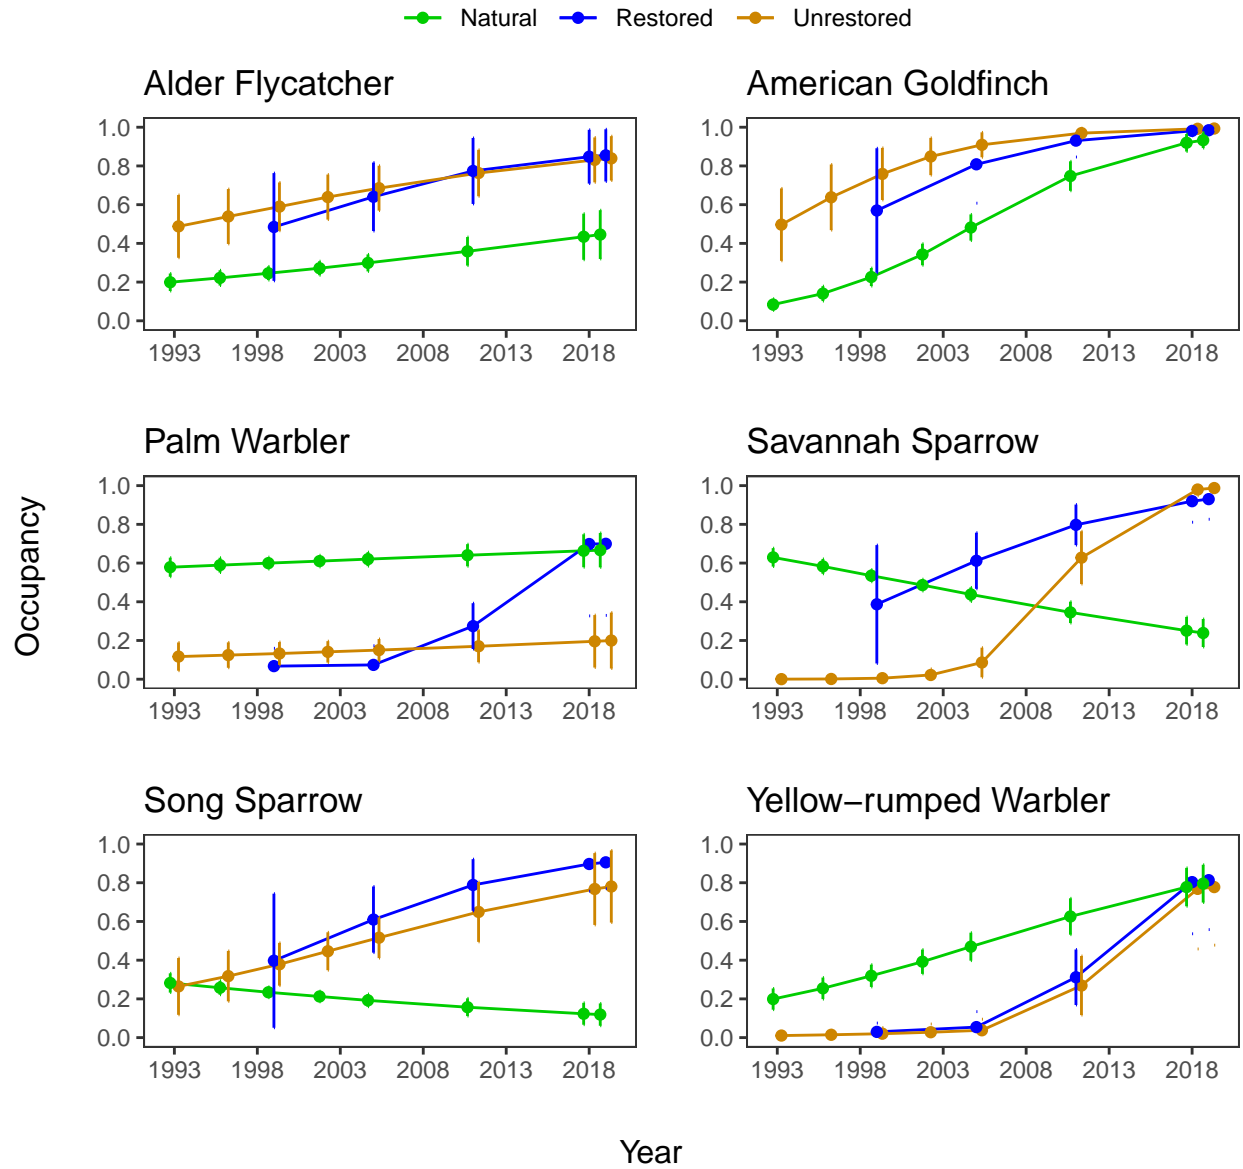 Natural Restored Unrestored
Alder Flycatcher
1.0
0.8
0.6
0.4
0.2
0.0
1993 1998 2003 2008 2013 2018
American Goldfinch
1.0
0.8
0.6
0.4
0.2
0.0
1993 1998 2003 2008 2013 2018
Palm Warbler
1.0
0.8
0.6
0.4
0.2
0.0
1993 1998 2003 2008 2013 2018
Savannah Sparrow
1.0
0.8
0.6
0.4
0.2
0.0
1993 1998 2003 2008 2013 2018
Occupancy
Song Sparrow
1.0
0.8
0.6
0.4
0.2
0.0
1993 1998 2003 2008 2013 2018
Yellow−rumped Warbler
1.0
0.8
0.6
0.4
0.2
0.0
1993 1998 2003 2008 2013 2018
Year